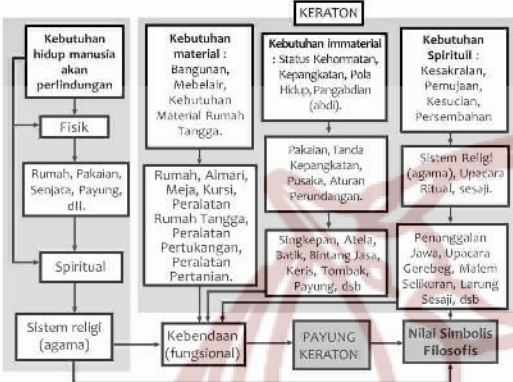 KERATON
Kebutuhan
hidup manusia
akan
perlindungan
Fisik
Rumah, Pakaian,
Senjata, Payung,
dll.
Spiritual
Sistem religi
(agama)
Kebutuhan
material :
Bangunan,
Mebelair,
Kebutuhan
Material Rumah
Tangga.
Rumah, Almari,
Meja, Kursi,
Peralatan
Rumah Tangga,
Peralatan
Pertukangan,
Peralatan
Pertanian.
Kebendaan
(fungsional)
Kebutuhan immaterial
: Status Kehormatan,
Kepangkatan, Pola
Hidup, Pangabdian
(abdi).
Pakaian, Tanda
Kepangkatan,
Pusaka, Aturan
Perundangan.
Singkepan, Atela,
Batik, Bintang Jasa,
Keris, Tombak,
Payung, dsb
PAYUNG
KERATON
Kebutuhan
Spirituil :
Kesakralan,
Pemujaan,
Kesucian,
Persembahan
Sistem Religi
(agama), Upacara
Ritual, sesaji.
Penanggalan
Jawa, Upacara
Gerebeg, Malem
Selikuran, Larung
Sesaji, dsb
Nilai Simbolis
Filosofis